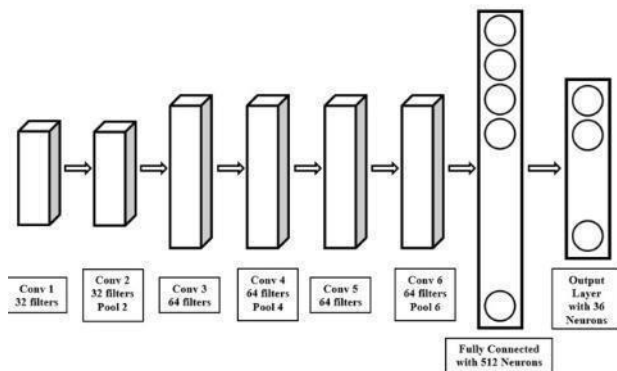 Conv 1
32 filters
Conv 2
32 filters
Pool 2
Conv 3
64 filters
Conv 4
64 filters
Pool 4
Conv 5
64 filters
Conv 6
64 filters
Pool 6
Fully Connected
with 512 Neurons
Output
Layer
with 36
Neurons